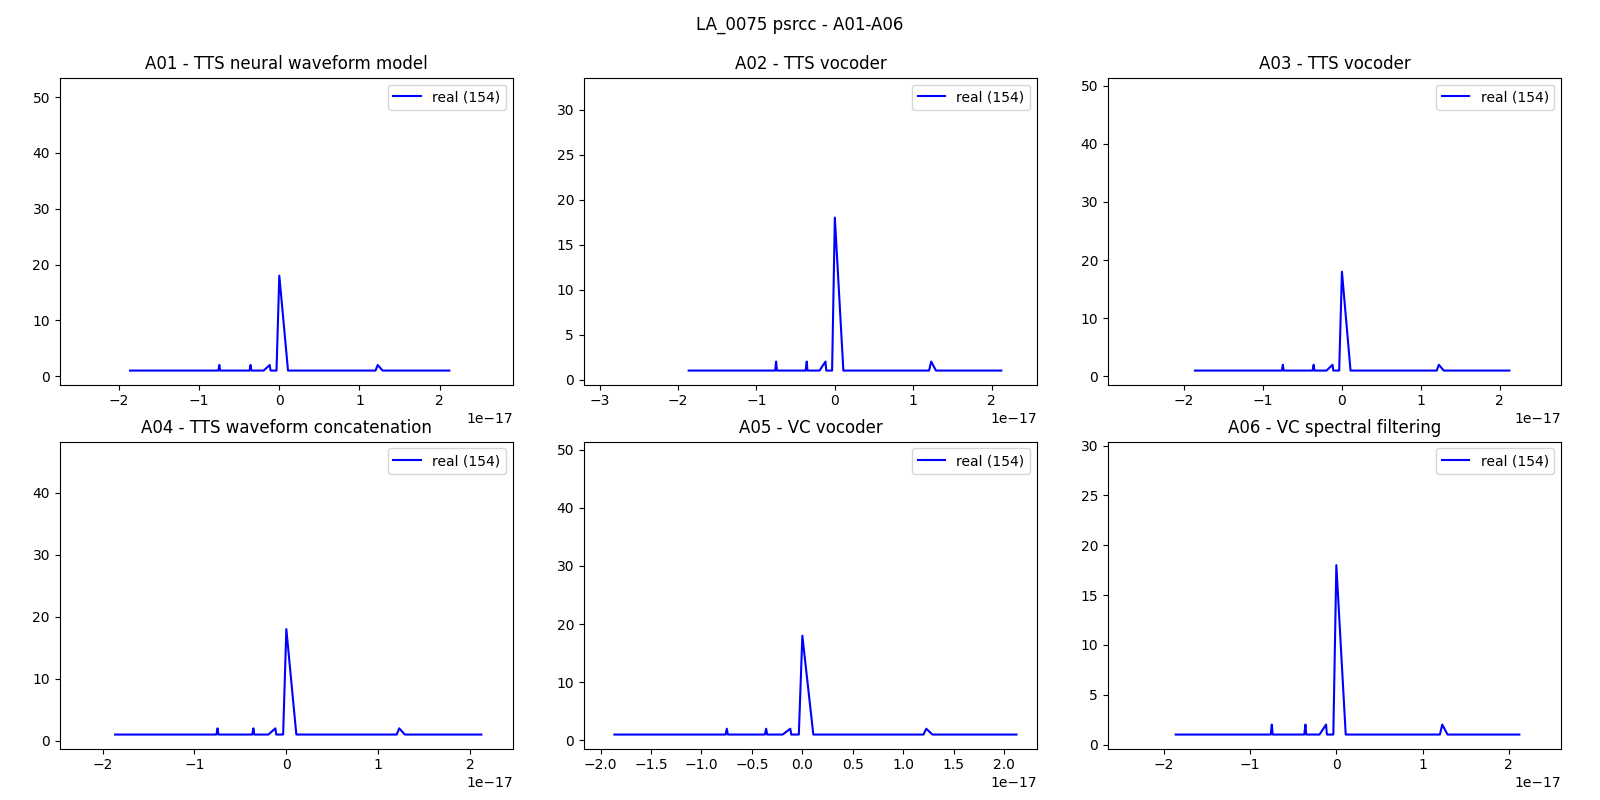 LA_0075 psrcc - A01-A06
A01 - TTS neural waveform model
real (154)
50
40
30
20
10
0
−2 −1 0 1 2
1e−17
A02 - TTS vocoder
real (154)
30
25
20
15
10
5
0
−3 −2 −1 0 1 2
1e−17
A03 - TTS vocoder
real (154)
50
40
30
20
10
0
−2 −1 0 1 2
1e−17
A04 - TTS waveform concatenation
real (154)
40
30
20
10
0
−2 −1 0 1 2
1e−17
A05 - VC vocoder
real (154)
50
40
30
20
10
0
−2.0 −1.5 −1.0 −0.5 0.0 0.5 1.0 1.5 2.0
1e−17
A06 - VC spectral filtering
real (154)
30
25
20
15
10
5
0
−2 −1 0 1 2
1e−17